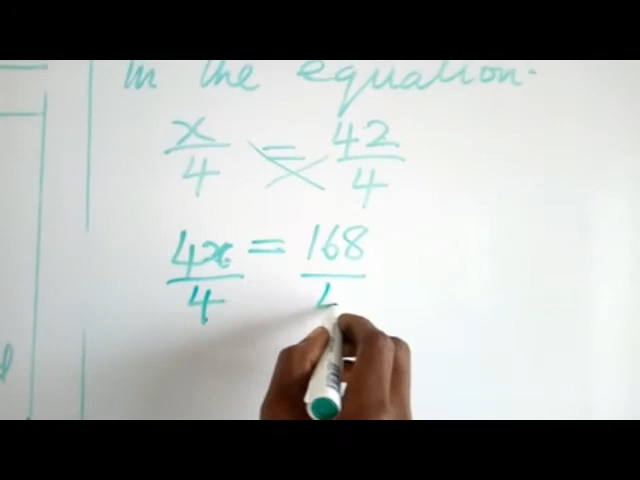 in the equation.
x/4 = 42/4
4x/4 = 168/4